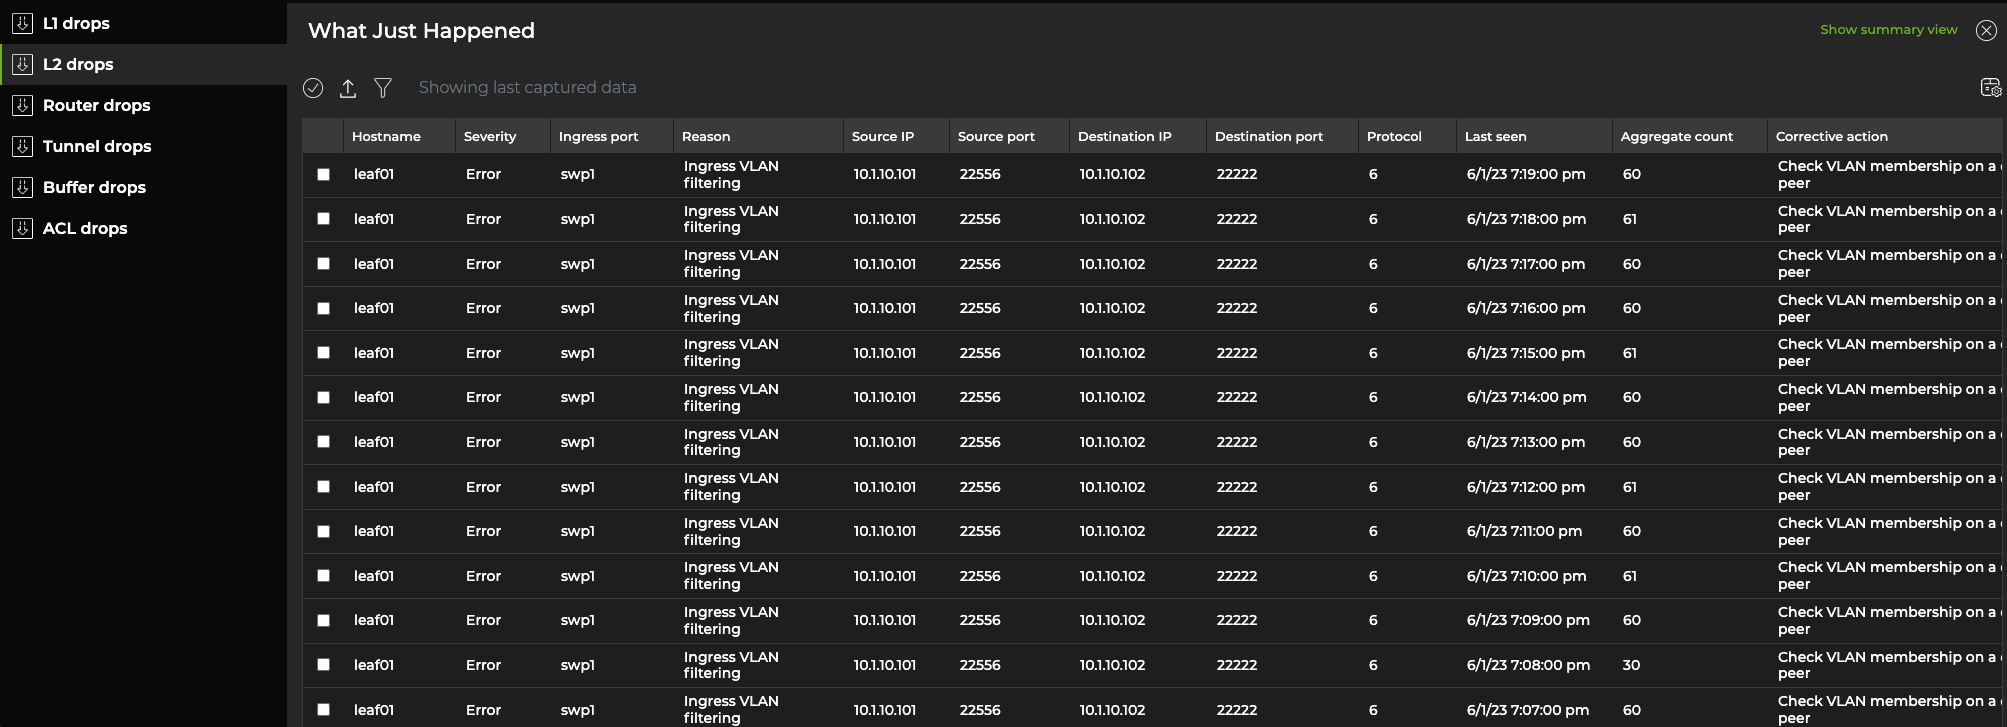 L1 drops
L2 drops
Router drops
Tunnel drops
Buffer drops
ACL drops
What Just Happened
Show summary view
Showing last captured data
Hostname Severity Ingress port Reason Source IP Source port Destination IP Destination port Protocol Last seen Aggregate count Corrective action
leaf01 Error swp1 Ingress VLAN filtering 10.1.10.101 22556 10.1.10.102 22222 6 6/1/23 7:19:00 pm 60 Check VLAN membership on a peer
leaf01 Error swp1 Ingress VLAN filtering 10.1.10.101 22556 10.1.10.102 22222 6 6/1/23 7:18:00 pm 61 Check VLAN membership on a peer
leaf01 Error swp1 Ingress VLAN filtering 10.1.10.101 22556 10.1.10.102 22222 6 6/1/23 7:17:00 pm 60 Check VLAN membership on a peer
leaf01 Error swp1 Ingress VLAN filtering 10.1.10.101 22556 10.1.10.102 22222 6 6/1/23 7:16:00 pm 60 Check VLAN membership on a peer
leaf01 Error swp1 Ingress VLAN filtering 10.1.10.101 22556 10.1.10.102 22222 6 6/1/23 7:15:00 pm 61 Check VLAN membership on a peer
leaf01 Error swp1 Ingress VLAN filtering 10.1.10.101 22556 10.1.10.102 22222 6 6/1/23 7:14:00 pm 60 Check VLAN membership on a peer
leaf01 Error swp1 Ingress VLAN filtering 10.1.10.101 22556 10.1.10.102 22222 6 6/1/23 7:13:00 pm 60 Check VLAN membership on a peer
leaf01 Error swp1 Ingress VLAN filtering 10.1.10.101 22556 10.1.10.102 22222 6 6/1/23 7:12:00 pm 61 Check VLAN membership on a peer
leaf01 Error swp1 Ingress VLAN filtering 10.1.10.101 22556 10.1.10.102 22222 6 6/1/23 7:11:00 pm 60 Check VLAN membership on a peer
leaf01 Error swp1 Ingress VLAN filtering 10.1.10.101 22556 10.1.10.102 22222 6 6/1/23 7:10:00 pm 61 Check VLAN membership on a peer
leaf01 Error swp1 Ingress VLAN filtering 10.1.10.101 22556 10.1.10.102 22222 6 6/1/23 7:09:00 pm 60 Check VLAN membership on a peer
leaf01 Error swp1 Ingress VLAN filtering 10.1.10.101 22556 10.1.10.102 22222 6 6/1/23 7:08:00 pm 30 Check VLAN membership on a peer
leaf01 Error swp1 Ingress VLAN filtering 10.1.10.101 22556 10.1.10.102 22222 6 6/1/23 7:07:00 pm 60 Check VLAN membership on a peer